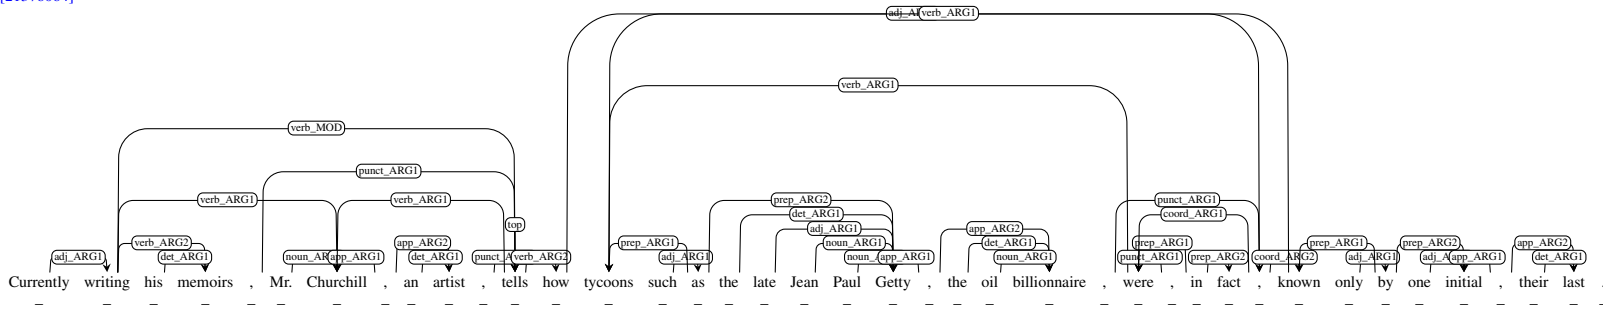 adj_ARG1 verb_ARG1
verb_ARG1
verb_MOD
punct_ARG1
verb_ARG1 verb_ARG1 prep_ARG2 punct_ARG1
det_ARG1 coord_ARG1
top adj_ARG1 app_ARG2
verb_ARG2 app_ARG2 prep_ARG1 noun_ARG1 det_ARG1 prep_ARG1 prep_ARG1 prep_ARG2 app_ARG2
adj_ARG1 det_ARG1 app_ARG1 det_ARG1 verb_ARG2 adj_ARG1 app_ARG1 noun_ARG1 punct_ARG1 prep_ARG2 coord_ARG2 adj_ARG1 app_ARG1 det_ARG1
Currently writing his memoirs , Mr. Churchill , an artist , tells how tycoons such as the late Jean Paul Getty , the oil billionaire , were , in fact , known only by one initial , their last
_ _ _ _ _ _ _ _ _ _ _ _ _ _ _ _ _ _ _ _ _ _ _ _ _ _ _ _ _ _ _ _ _ _ _ _ _ _ _ _